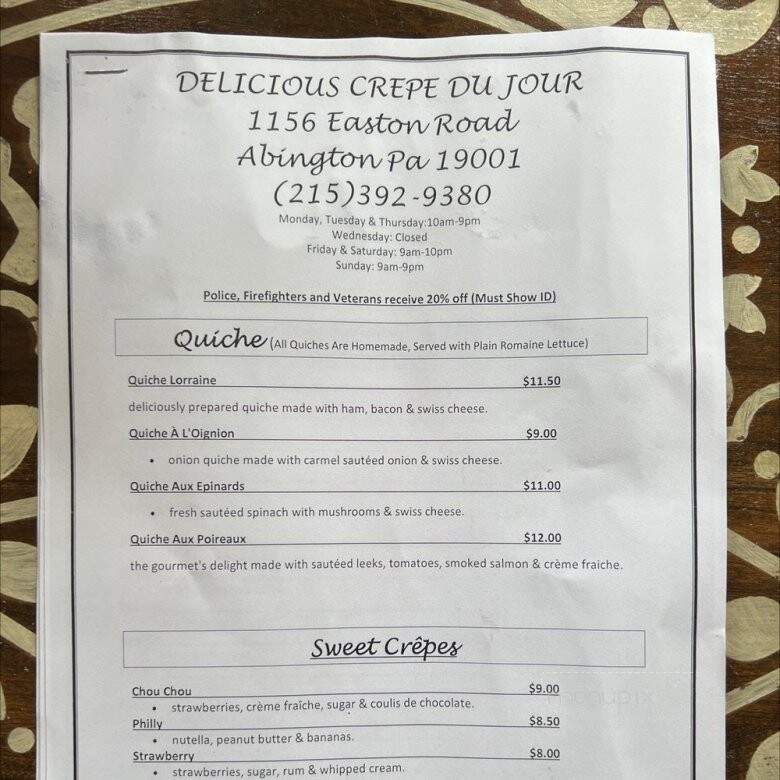 DELICIOUS CREPE DU JOUR
1156 Easton Road
Abington Pa 19001
(215)392-9380
Monday, Tuesday & Thursday:10am-9pm
Wednesday: Closed
Friday & Saturday: 9am-10pm
Sunday: 9am-9pm
Police, Firefighters and Veterans receive 20% off (Must Show ID)
Quiche (All Quiches Are Homemade, Served with Plain Romaine Lettuce)
Quiche Lorraine $11.50
deliciously prepared quiche made with ham, bacon & swiss cheese.
Quiche À L'Oignion $9.00
• onion quiche made with carmel sautéed onion & swiss cheese.
Quiche Aux Epinards $11.00
• fresh sautéed spinach with mushrooms & swiss cheese.
Quiche Aux Poireaux $12.00
the gourmet's delight made with sautéed leeks, tomatoes, smoked salmon & crème fraiche.
Sweet Crêpes
Chou Chou $9.00
• strawberries, crème fraîche, sugar & coulis de chocolate.
Philly $8.50
• nutella, peanut butter & bananas.
Strawberry $8.00
• strawberries, sugar, rum & whipped cream.